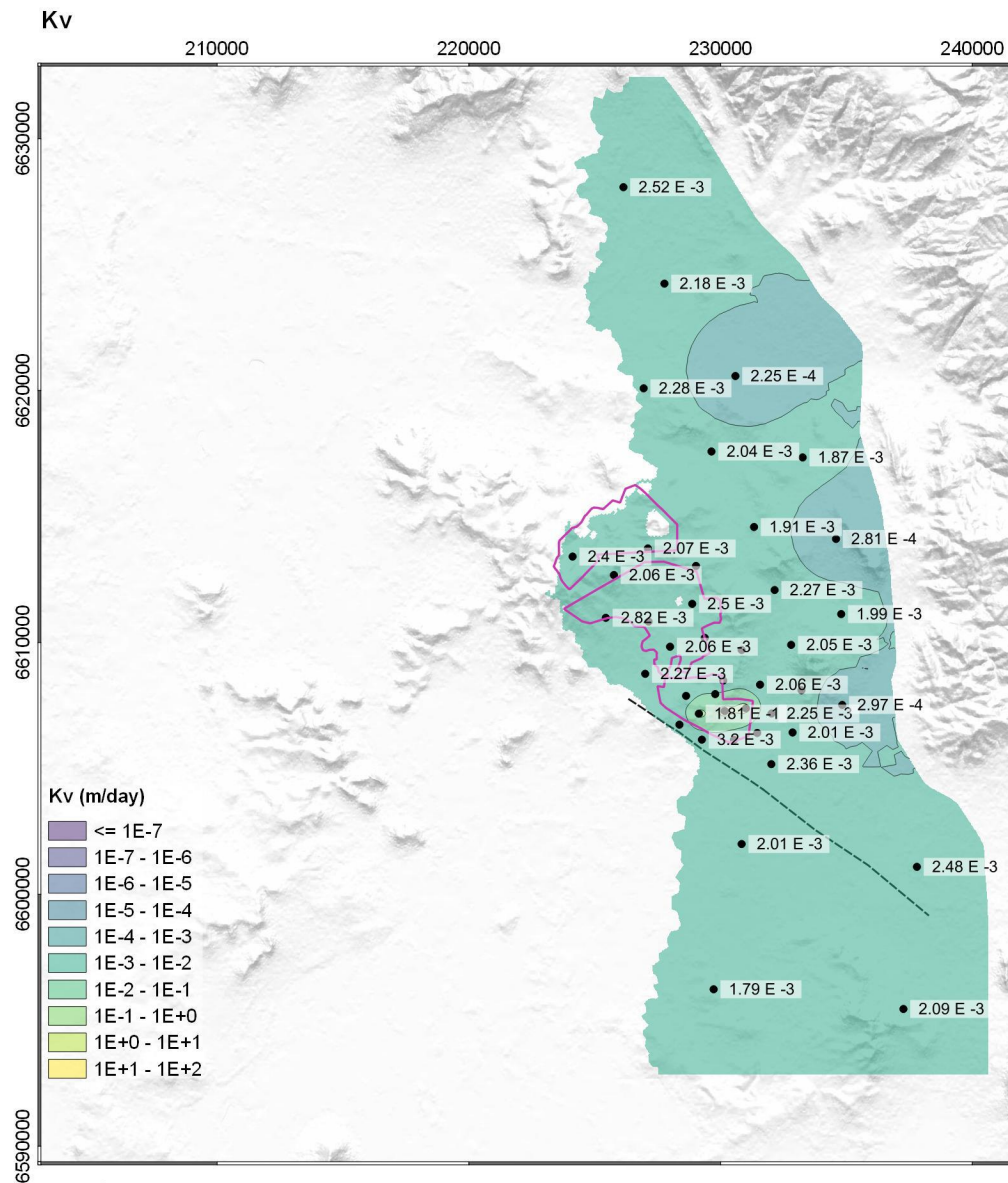 Kv
210000
220000
230000
240000
6630000
6620000
6610000
6600000
6590000
2.52 E -3
2.18 E -3
2.25 E -4
2.28 E -3
2.04 E -3
1.87 E -3
1.91 E -3
2.81 E -4
2.07 E -3
2.4 E -3
2.06 E -3
2.27 E -3
2.5 E -3
1.99 E -3
2.82 E -3
2.06 E -3
2.05 E -3
2.27 E -3
2.06 E -3
2.97 E -4
1.81 E -1
2.25 E -3
2.01 E -3
3.2 E -3
2.36 E -3
2.01 E -3
2.48 E -3
1.79 E -3
2.09 E -3
Kv (m/day)
<= 1E-7
1E-7 - 1E-6
1E-6 - 1E-5
1E-5 - 1E-4
1E-4 - 1E-3
1E-3 - 1E-2
1E-2 - 1E-1
1E-1 - 1E+0
1E+0 - 1E+1
1E+1 - 1E+2